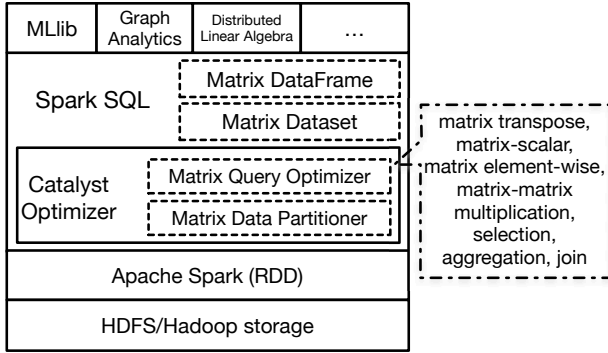 MLlib
Graph
Analytics
Distributed
Linear Algebra
...
Spark SQL
Matrix DataFrame
Matrix Dataset
Catalyst
Optimizer
Matrix Query Optimizer
Matrix Data Partitioner
matrix transpose,
matrix-scalar,
matrix element-wise,
matrix-matrix
multiplication,
selection,
aggregation, join
Apache Spark (RDD)
HDFS/Hadoop storage